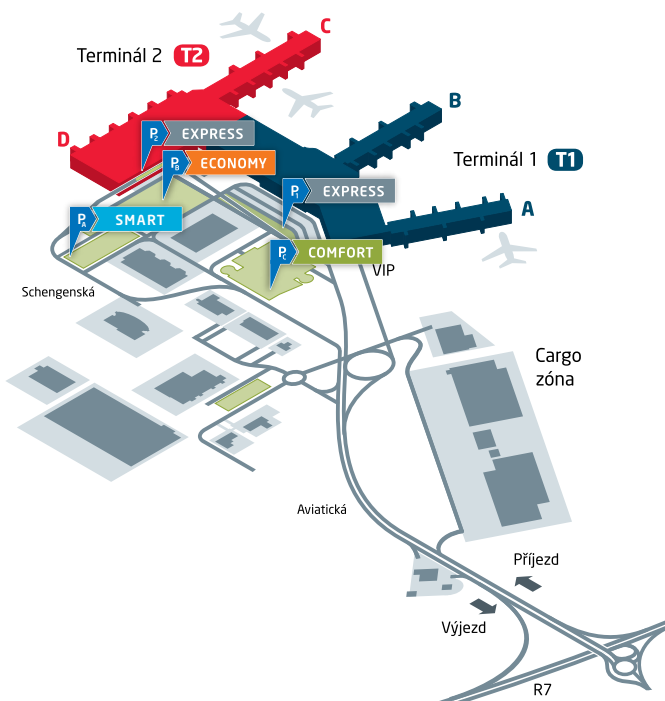 C
Terminál 2 T2
B
D
P2 EXPRESS
PB ECONOMY
Terminál 1 T1
P1 EXPRESS
A
PA SMART
PC COMFORT
VIP
Schengenská
Cargo
zóna
Aviatická
Příjezd
Výjezd
R7